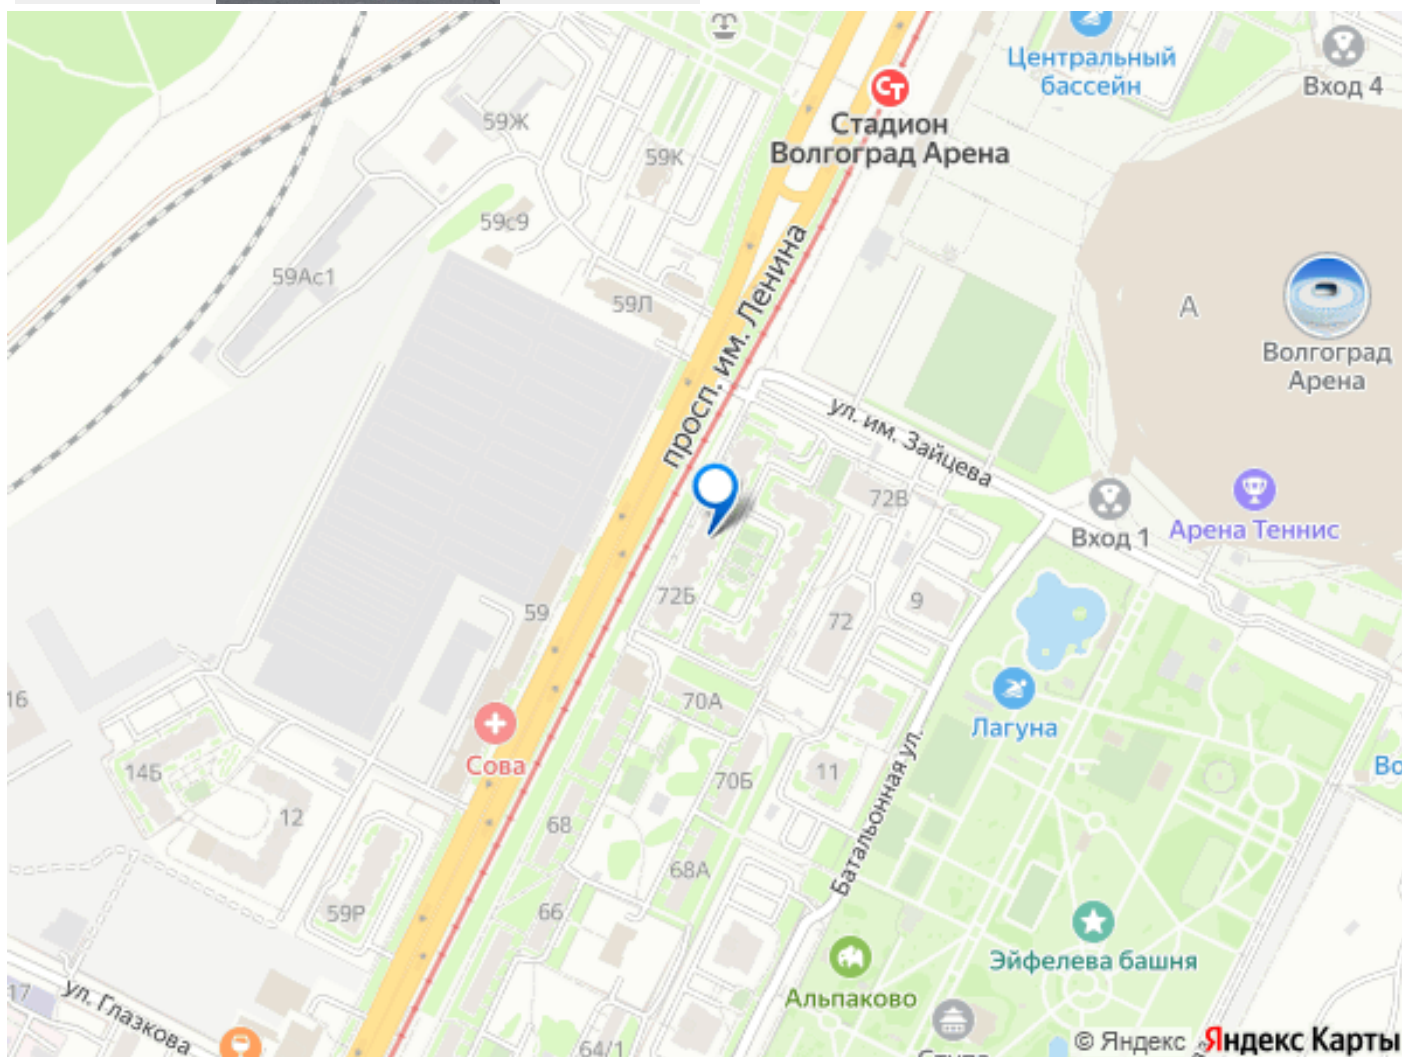 Центральный
бассейн
Вход 4
Стадион
Волгоград Арена
59Ж
59К
59с9
59Ас1
59Л
просп. им. Ленина
А
Волгоград
Арена
ул. им. Зайцева
72В
Вход 1
Арена Теннис
72Б
59
9
72
16
70А
Лагуна
Сова
14Б
70Б
11
Во
12
68
Батальонная ул.
68А
59Р
66
Эйфелева башня
Альпаково
17
ул. Глазкова
64/1
© Яндекс Яндекс Карты